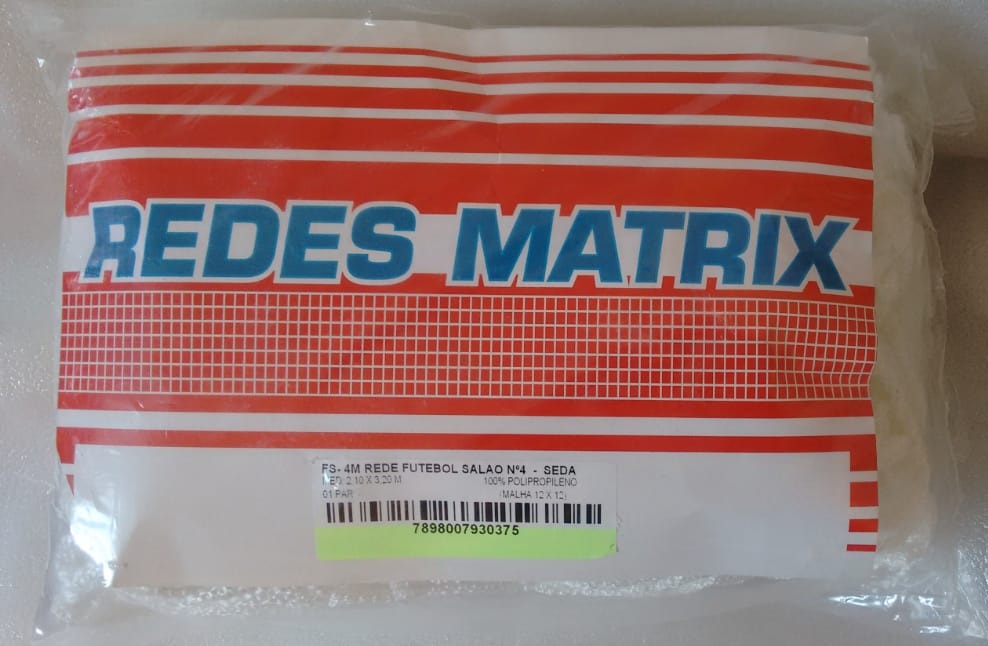 REDES MATRIX
FS- 4M REDE FUTEBOL SALAO Nº4 - SEDA
MED. 2,10 X 3,20 M 100% POLIPROPILENO
01 PAR (MALHA 12 X 12)
7898007930375